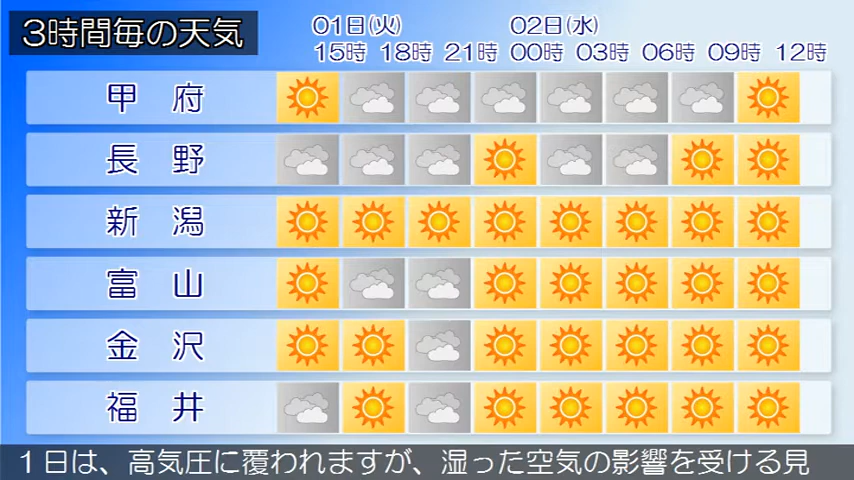 3時間毎の天気
01日(火) 02日(水)
15時 18時 21時 00時 03時 06時 09時 12時
甲府
長野
新潟
富山
金沢
福井
1日は、高気圧に覆われますが、湿った空気の影響を受ける見